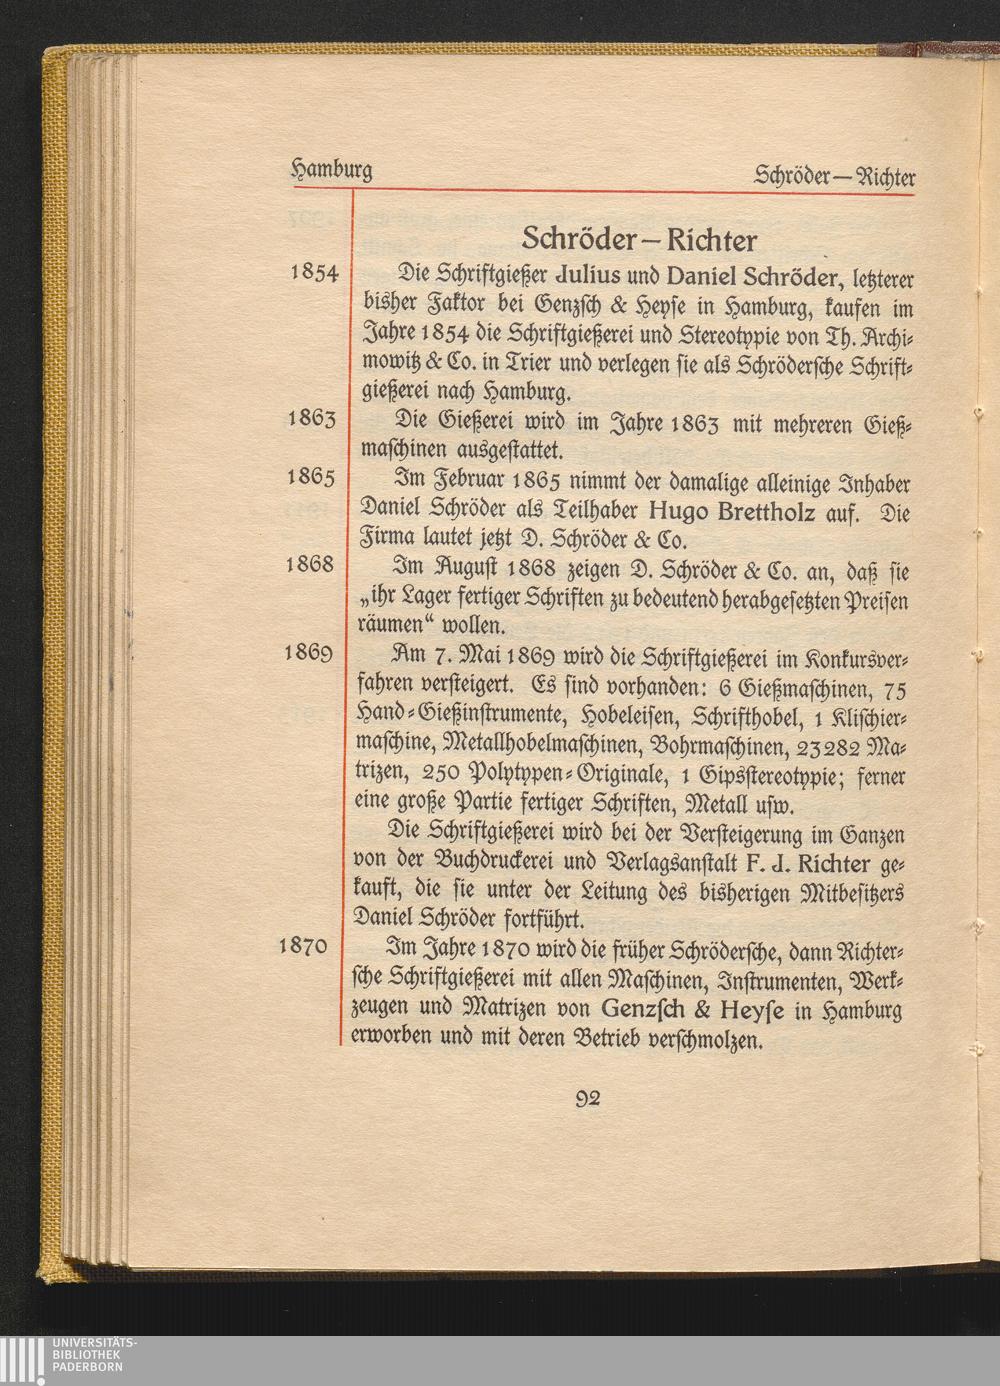 Hamburg Schröder — Richter
Schröder – Richter
1854 Die Schriftgießer Julius und Daniel Schröder, letzterer
bisher Faktor bei Genzsch & Heyse in Hamburg, kaufen im
Jahre 1854 die Schriftgießerei und Stereotypie von Th. Archi-
mowitz & Co. in Trier und verlegen sie als Schrödersche Schrift-
gießerei nach Hamburg.
1863 Die Gießerei wird im Jahre 1863 mit mehreren Gieß-
maschinen ausgestattet.
1865 Im Februar 1865 nimmt der damalige alleinige Inhaber
Daniel Schröder als Teilhaber Hugo Brettholz auf. Die
Firma lautet jetzt D. Schröder & Co.
1868 Im August 1868 zeigen D. Schröder & Co. an, daß sie
„ihr Lager fertiger Schriften zu bedeutend herabgesetzten Preisen
räumen“ wollen.
1869 Am 7. Mai 1869 wird die Schriftgießerei im Konkursver-
fahren versteigert. Es sind vorhanden: 6 Gießmaschinen, 75
Hand-Gießinstrumente, Hobeleisen, Schrifthobel, 1 Klischier-
maschine, Metallhobelmaschinen, Bohrmaschinen, 23282 Ma-
trizen, 250 Polytypen-Originale, 1 Gipsstereotypie; ferner
eine große Partie fertiger Schriften, Metall usw.
Die Schriftgießerei wird bei der Versteigerung im Ganzen
von der Buchdruckerei und Verlagsanstalt F. J. Richter ge-
kauft, die sie unter der Leitung des bisherigen Mitbesitzers
Daniel Schröder fortführt.
1870 Im Jahre 1870 wird die früher Schrödersche, dann Richter-
sche Schriftgießerei mit allen Maschinen, Instrumenten, Werk-
zeugen und Matrizen von Genzſch & Heyſe in Hamburg
erworben und mit deren Betrieb verschmolzen.
92
UNIVERSITÄTS-
BIBLIOTHEK
PADERBORN